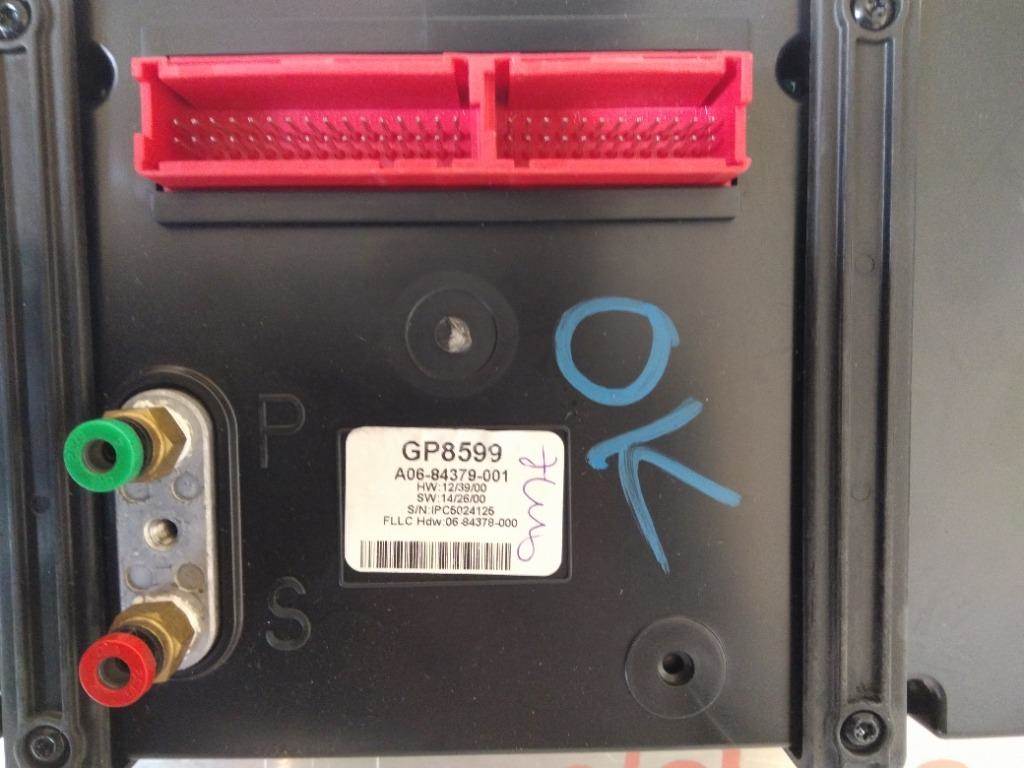 OK
P
GP8599
A06-84379-001
HW:12/39/00
SW:14/26/00
S/N:IPC5024125
FLLC Hdw:06-84378-000
S